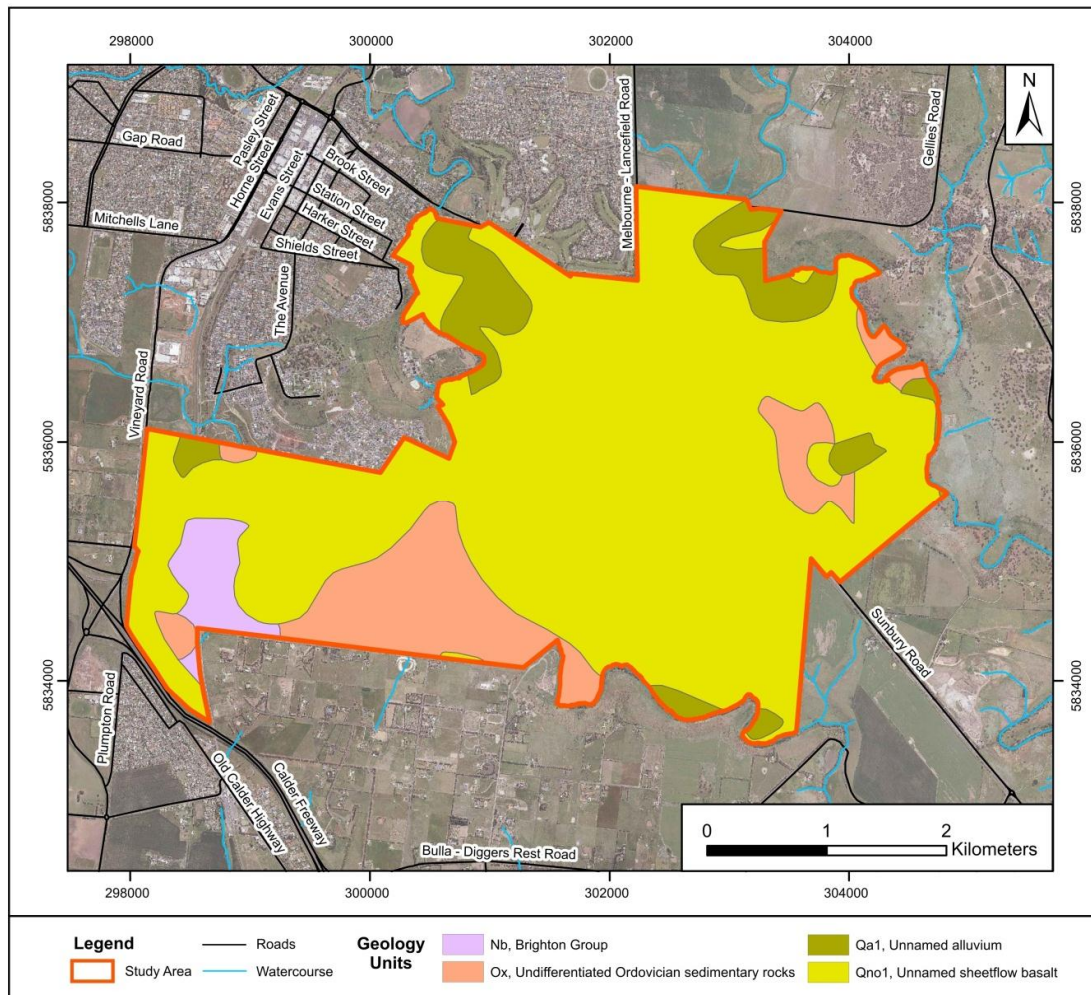 298000 300000 302000 304000
N
Gap Road
Pasley Street
Horne Street
Evans Street
Brook Street
Station Street
Harker Street
Shields Street
Mitchells Lane
The Avenue
Vineyard Road
Melbourne - Lancefield Road
Gellies Road
5838000 5838000
5836000 5836000
5834000 5834000
Sunbury Road
Plumpton Road
Old Calder Highway
Calder Freeway
Bulla - Diggers Rest Road
0 1 2
Kilometers
298000 300000 302000 304000
Legend
Study Area
Roads
Watercourse
Geology
Units
Nb, Brighton Group
Ox, Undifferentiated Ordovician sedimentary rocks
Qa1, Unnamed alluvium
Qno1, Unnamed sheetflow basalt